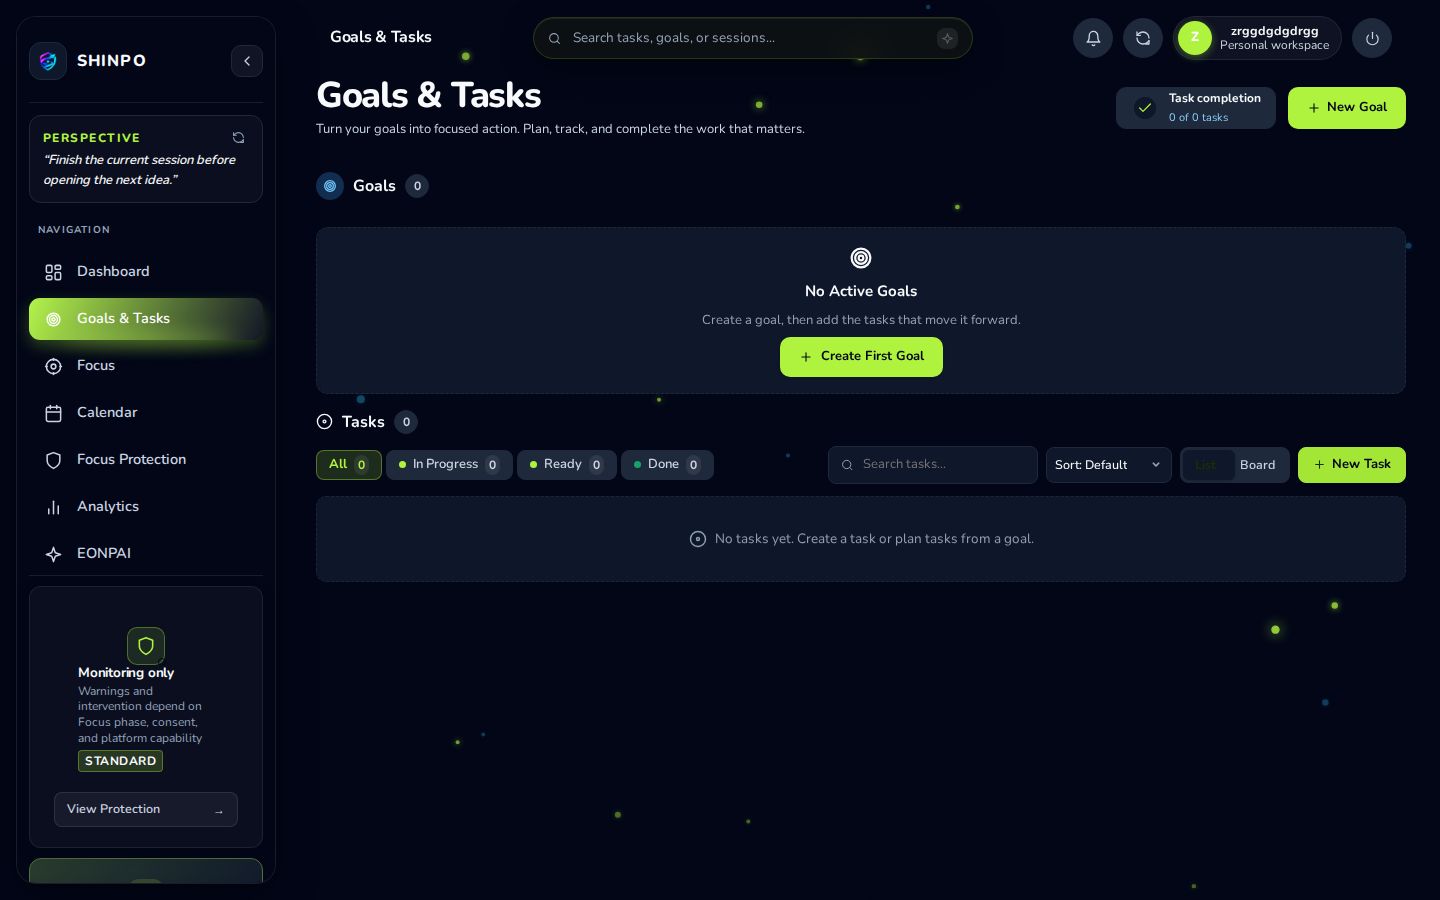 SHINPO
PERSPECTIVE
“Finish the current session before
opening the next idea.”
NAVIGATION
Dashboard
Goals & Tasks
Focus
Calendar
Focus Protection
Analytics
EONPAI
Monitoring only
Warnings and
intervention depend on
Focus phase, consent,
and platform capability
STANDARD
View Protection →
Goals & Tasks
Search tasks, goals, or sessions...
Z
zrggdgdgdrgg
Personal workspace
Goals & Tasks
Turn your goals into focused action. Plan, track, and complete the work that matters.
Task completion
0 of 0 tasks
+ New Goal
Goals 0
No Active Goals
Create a goal, then add the tasks that move it forward.
+ Create First Goal
Tasks 0
All 0
In Progress 0
Ready 0
Done 0
Search tasks...
Sort: Default
List
Board
+ New Task
No tasks yet. Create a task or plan tasks from a goal.